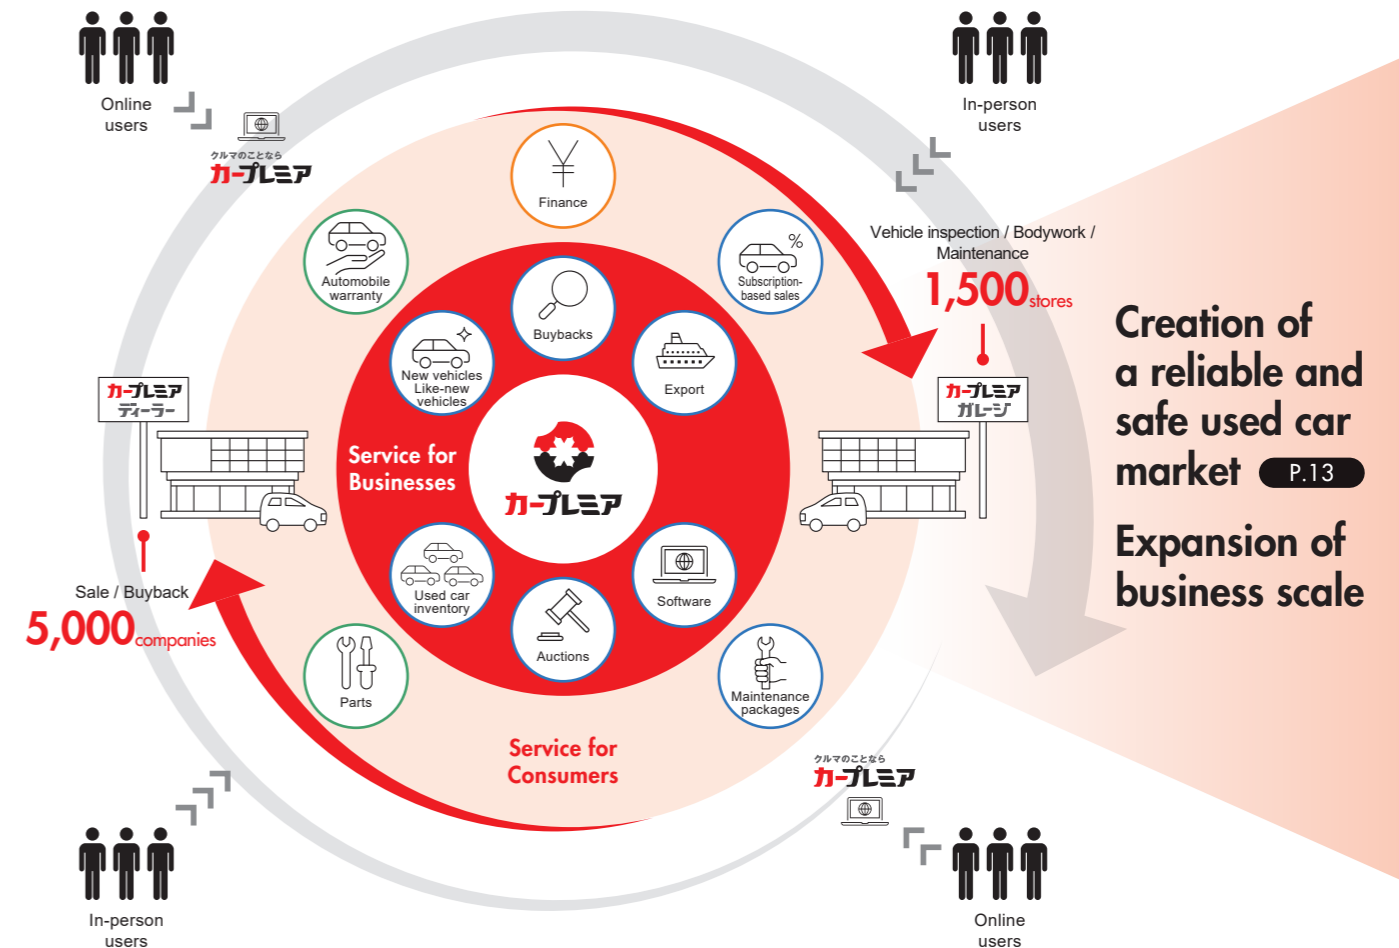 Online
users
In-person
users
クルマのことなら
カープレミア
¥
Finance
Automobile
warranty
%
Subscription-
based sales
Vehicle inspection / Bodywork /
Maintenance
1,500 stores
Buybacks
New vehicles
Like-new
vehicles
Export
カープレミア
ディーラー
カープレミア
ガレージ
Service for
Businesses
カープレミア
Creation of
a reliable and
safe used car
market P.13
Expansion of
business scale
Used car
inventory
Software
Auctions
Sale / Buyback
5,000 companies
Parts
Maintenance
packages
Service for
Consumers
クルマのことなら
カープレミア
In-person
users
Online
users